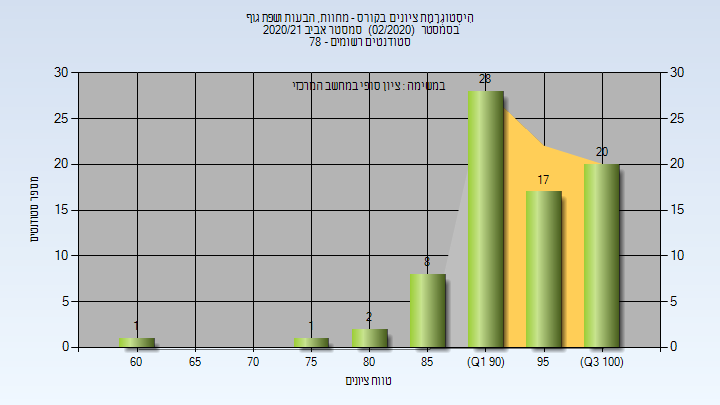 היסטוגרמת ציונים בקורס - מחוות, הבעות ושפת גוף
בסמסטר (02/2020) סמסטר אביב 2020/21
סטודנטים רשומים - 78
במשימה : ציון סופי במחשב המרכזי
30 30
25 25
20 20
15 15
10 10
5 5
0 0
1 1 2 8 28 17 20
60 65 70 75 80 85 (Q1 90) 95 (Q3 100)
טווח ציונים
מספר סטודנטים